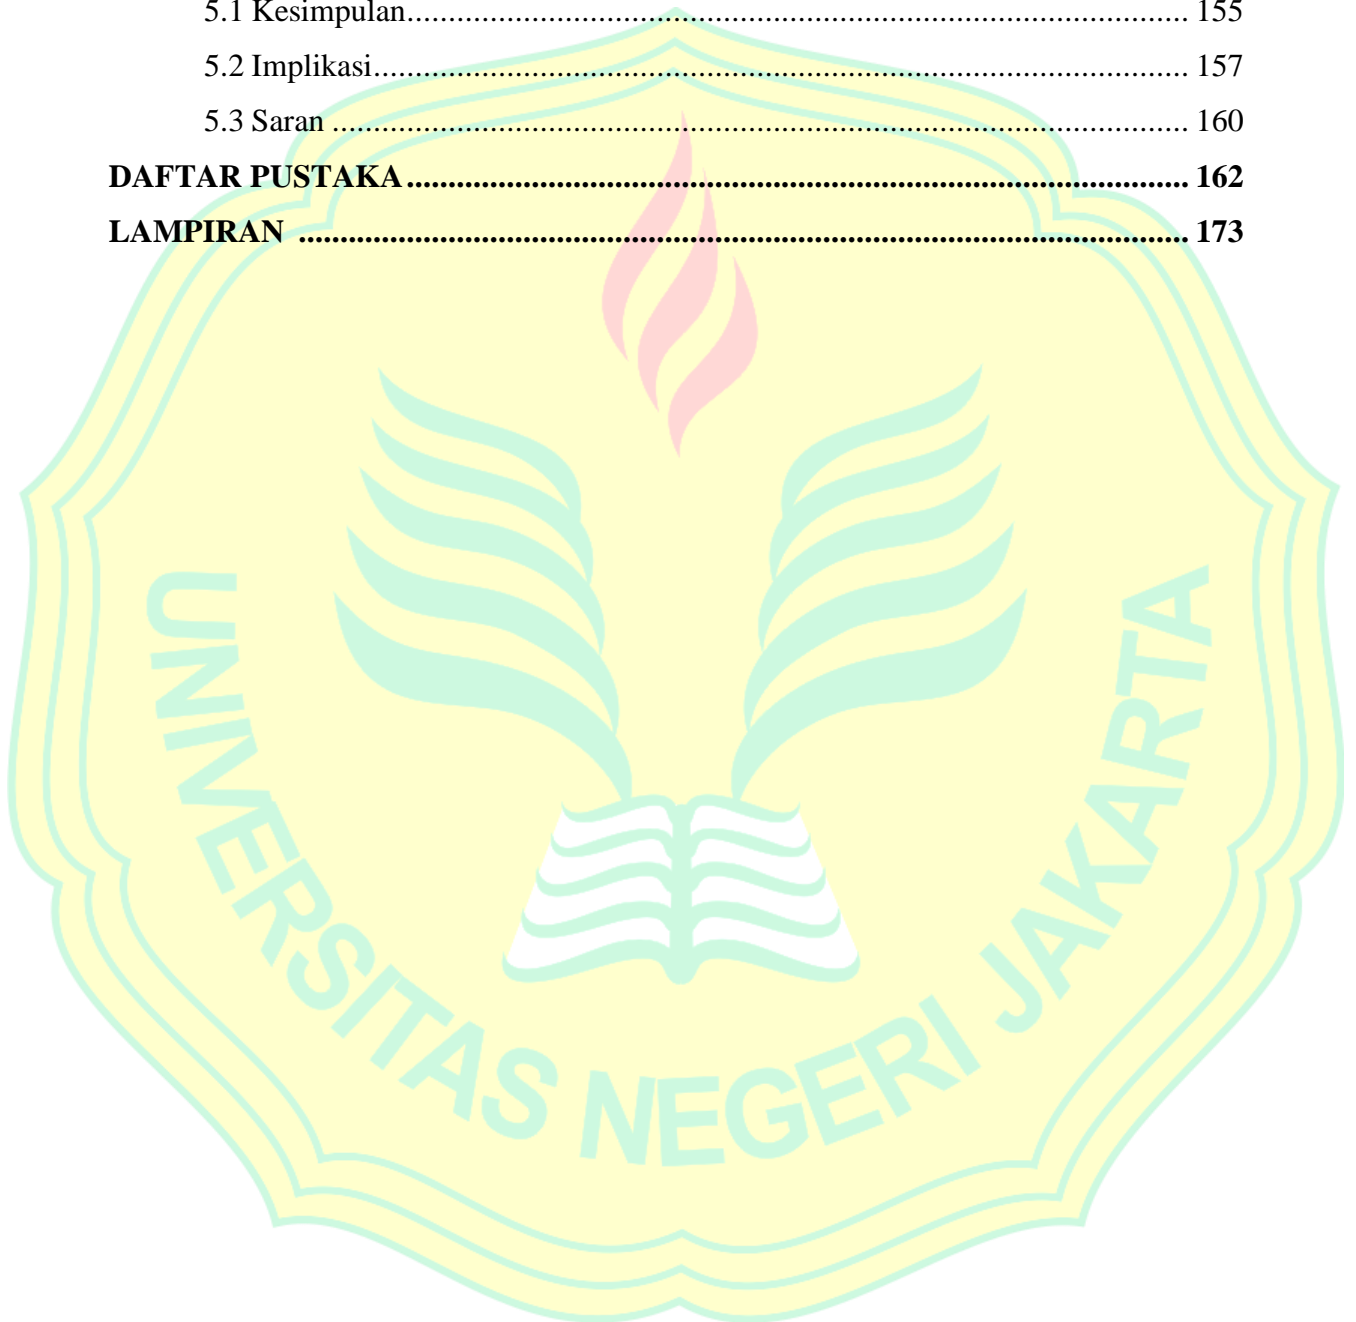 5.1 Kesimpulan.................................................................................................. 155
5.2 Implikasi...................................................................................................... 157
5.3 Saran ........................................................................................................... 160
DAFTAR PUSTAKA................................................................................................ 162
LAMPIRAN ............................................................................................................. 173
UNIVERSITAS NEGERI JAKARTA